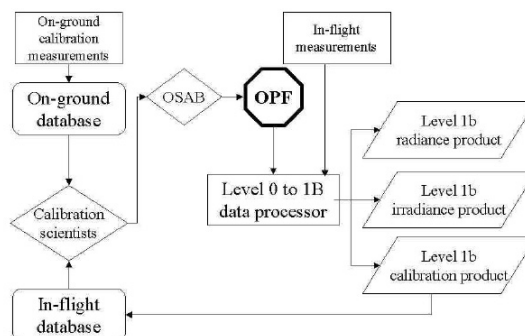 On-ground
calibration
measurements
In-flight
measurements
On-ground
database
OSAB
OPF
Level 1b
radiance product
Level 0 to 1B
data processor
Level 1b
irradiance product
Calibration
scientists
Level 1b
calibration product
In-flight
database